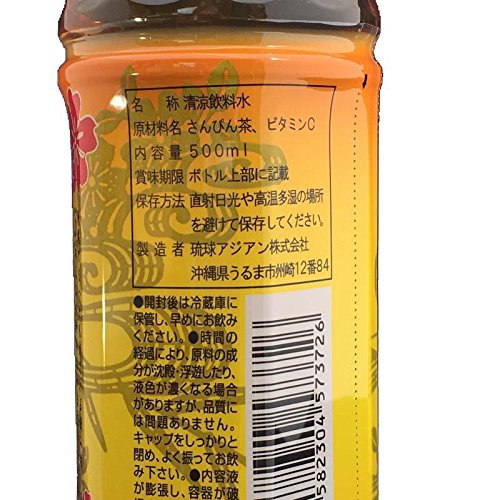 名 称 清涼飲料水
原材料名 さんぴん茶、ビタミンC
内容量 500ml
賞味期限 ボトル上部に記載
保存方法 直射日光や高温多湿の場所
を避けて保存してください。
製造者 琉球アジアン株式会社
沖縄県うるま市州崎12番84
●開封後は冷蔵庫に
保管し、早めにお飲み
ください。●時間の
経過により、原料の成
分が沈殿・浮遊したり、
液色が濃くなる場合
がありますが、品質に
は問題ありません。
キャップをしっかりと
閉め、よく振ってお飲
み下さい。●内容液
が膨張し、容器が破
582304 573726